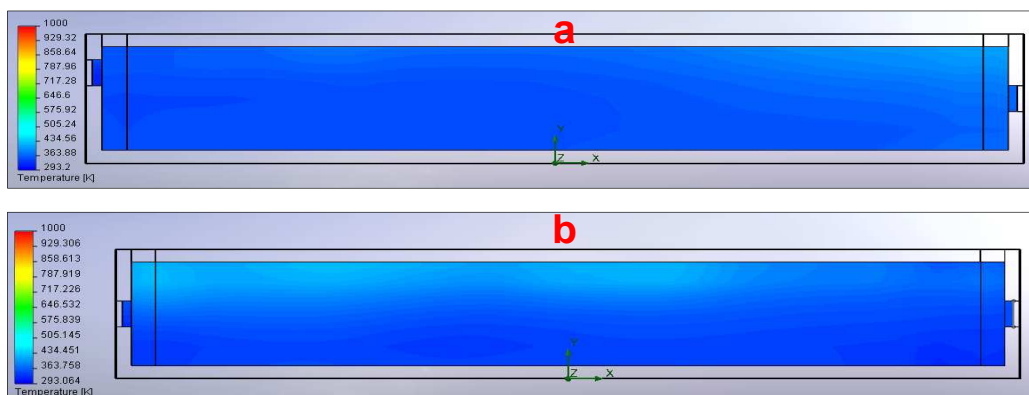 a
1000
929.32
858.64
787.96
717.28
646.6
575.92
505.24
434.56
363.88
293.2
Temperature [K]
Y
Z X
b
1000
929.306
858.613
787.919
717.226
646.532
575.839
505.145
434.451
363.758
293.064
Temperature [K]
Y
Z X